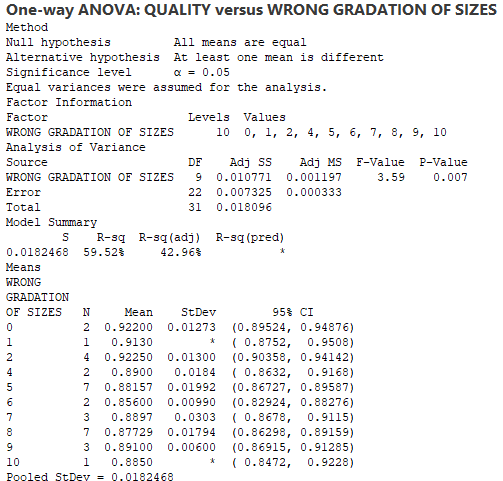 One-way ANOVA: QUALITY versus WRONG GRADATION OF SIZES
Method
Null hypothesis All means are equal
Alternative hypothesis At least one mean is different
Significance level α = 0.05
Equal variances were assumed for the analysis.
Factor Information
Factor Levels Values
WRONG GRADATION OF SIZES 10 0, 1, 2, 4, 5, 6, 7, 8, 9, 10
Analysis of Variance
Source DF Adj SS Adj MS F-Value P-Value
WRONG GRADATION OF SIZES 9 0.010771 0.001197 3.59 0.007
Error 22 0.007325 0.000333
Total 31 0.018096
Model Summary
S R-sq R-sq(adj) R-sq(pred)
0.0182468 59.52% 42.96% *
Means
WRONG
GRADATION
OF SIZES N Mean StDev 95% CI
0 2 0.92200 0.01273 (0.89524, 0.94876)
1 1 0.9130 * ( 0.8752, 0.9508)
2 4 0.92250 0.01300 (0.90358, 0.94142)
4 2 0.8900 0.0184 ( 0.8632, 0.9168)
5 7 0.88157 0.01992 (0.86727, 0.89587)
6 2 0.85600 0.00990 (0.82924, 0.88276)
7 3 0.8897 0.0303 ( 0.8678, 0.9115)
8 7 0.87729 0.01794 (0.86298, 0.89159)
9 3 0.89100 0.00600 (0.86915, 0.91285)
10 1 0.8850 * ( 0.8472, 0.9228)
Pooled StDev = 0.0182468